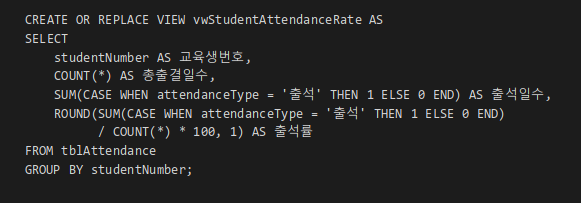 CREATE OR REPLACE VIEW vwStudentAttendanceRate AS
SELECT
    studentNumber AS 교육생번호,
    COUNT(*) AS 총출결일수,
    SUM(CASE WHEN attendanceType = '출석' THEN 1 ELSE 0 END) AS 출석일수,
    ROUND(SUM(CASE WHEN attendanceType = '출석' THEN 1 ELSE 0 END)
          / COUNT(*) * 100, 1) AS 출석률
FROM tblAttendance
GROUP BY studentNumber;